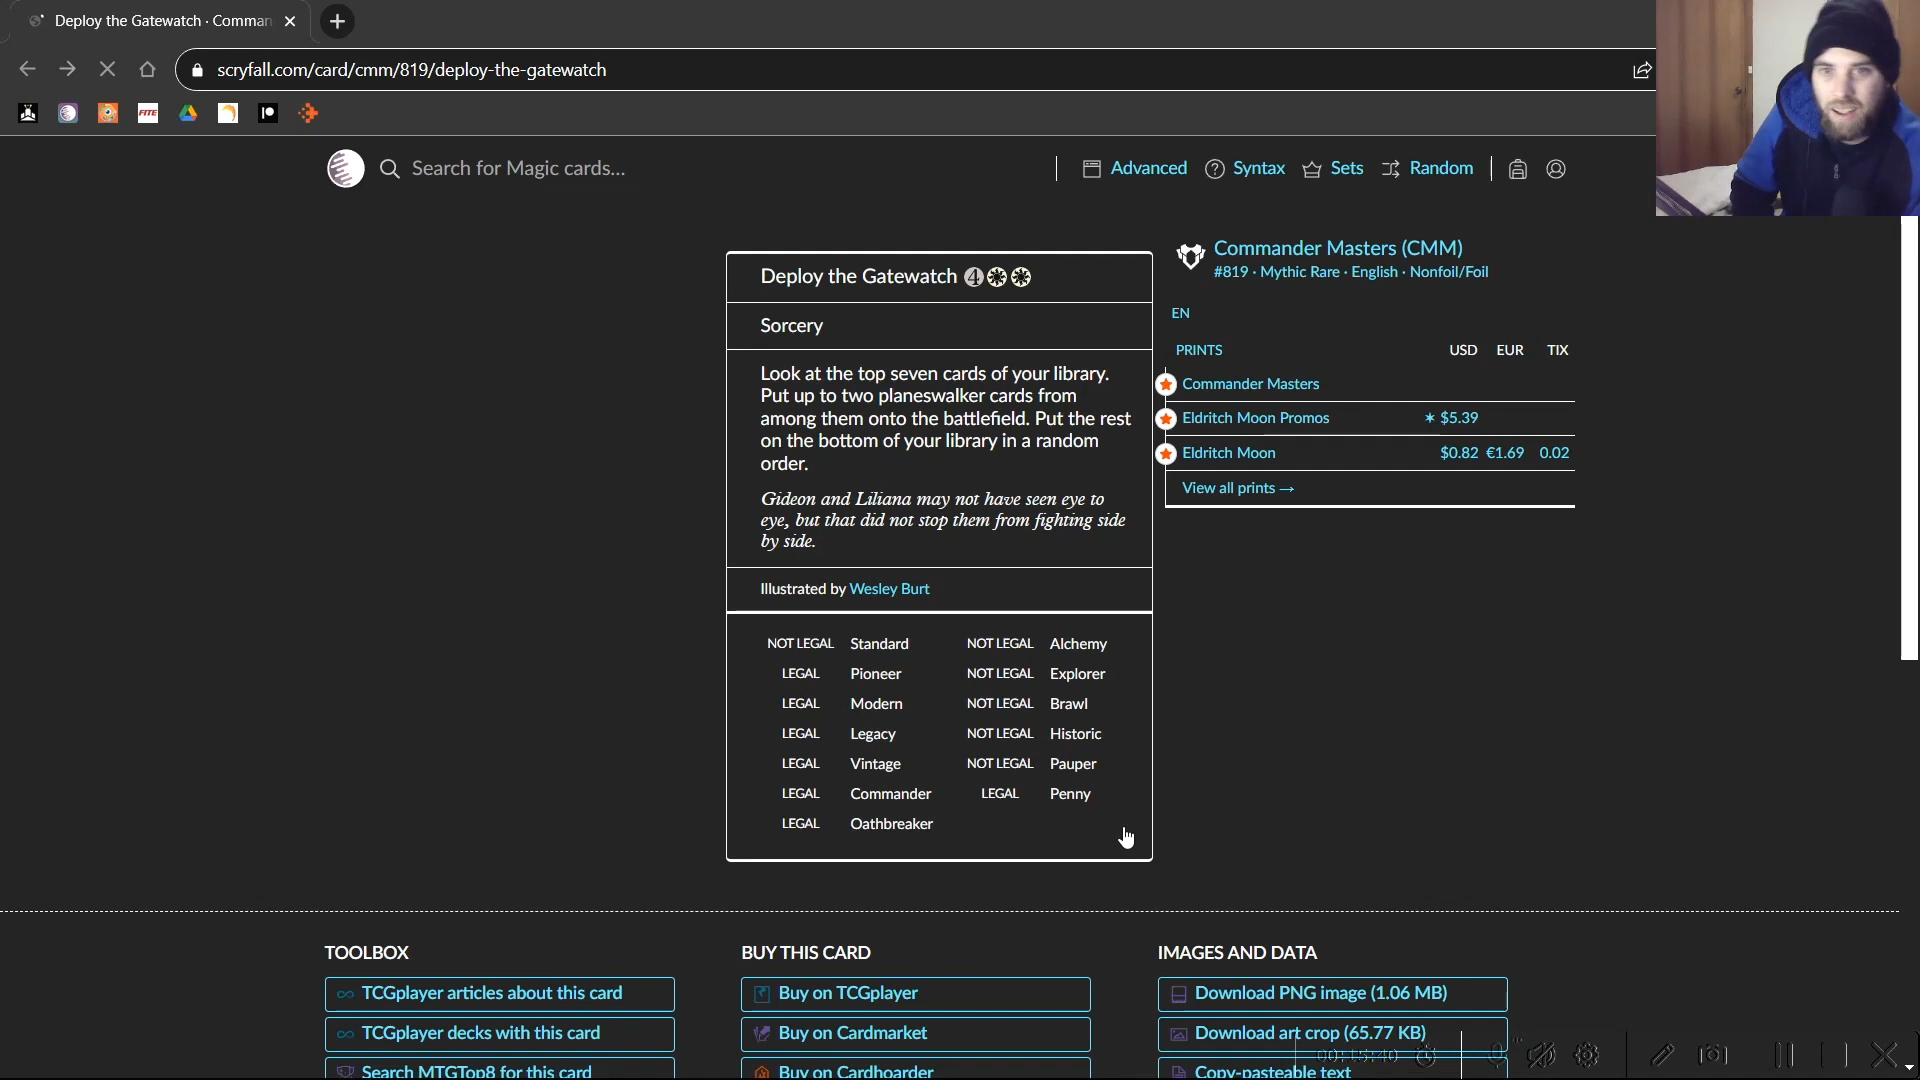 Deploy the Gatewatch · Comman
scryfall.com/card/cmm/819/deploy-the-gatewatch
FITE
Search for Magic cards...
Advanced
Syntax
Sets
Random
Deploy the Gatewatch 4
Sorcery
Look at the top seven cards of your library.
Put up to two planeswalker cards from
among them onto the battlefield. Put the rest
on the bottom of your library in a random
order.
Gideon and Liliana may not have seen eye to
eye, but that did not stop them from fighting side
by side.
Illustrated by Wesley Burt
NOT LEGAL Standard NOT LEGAL Alchemy
LEGAL Pioneer NOT LEGAL Explorer
LEGAL Modern NOT LEGAL Brawl
LEGAL Legacy NOT LEGAL Historic
LEGAL Vintage NOT LEGAL Pauper
LEGAL Commander LEGAL Penny
LEGAL Oathbreaker
Commander Masters (CMM)
#819 · Mythic Rare · English · Nonfoil/Foil
EN
PRINTS USD EUR TIX
Commander Masters
Eldritch Moon Promos ✶ $5.39
Eldritch Moon $0.82 €1.69 0.02
View all prints →
TOOLBOX
TCGplayer articles about this card
TCGplayer decks with this card
Search MTGTop8 for this card
BUY THIS CARD
Buy on TCGplayer
Buy on Cardmarket
Buy on Cardhoarder
IMAGES AND DATA
Download PNG image (1.06 MB)
Download art crop (65.77 KB)
Copy-pasteable text
00:15:40